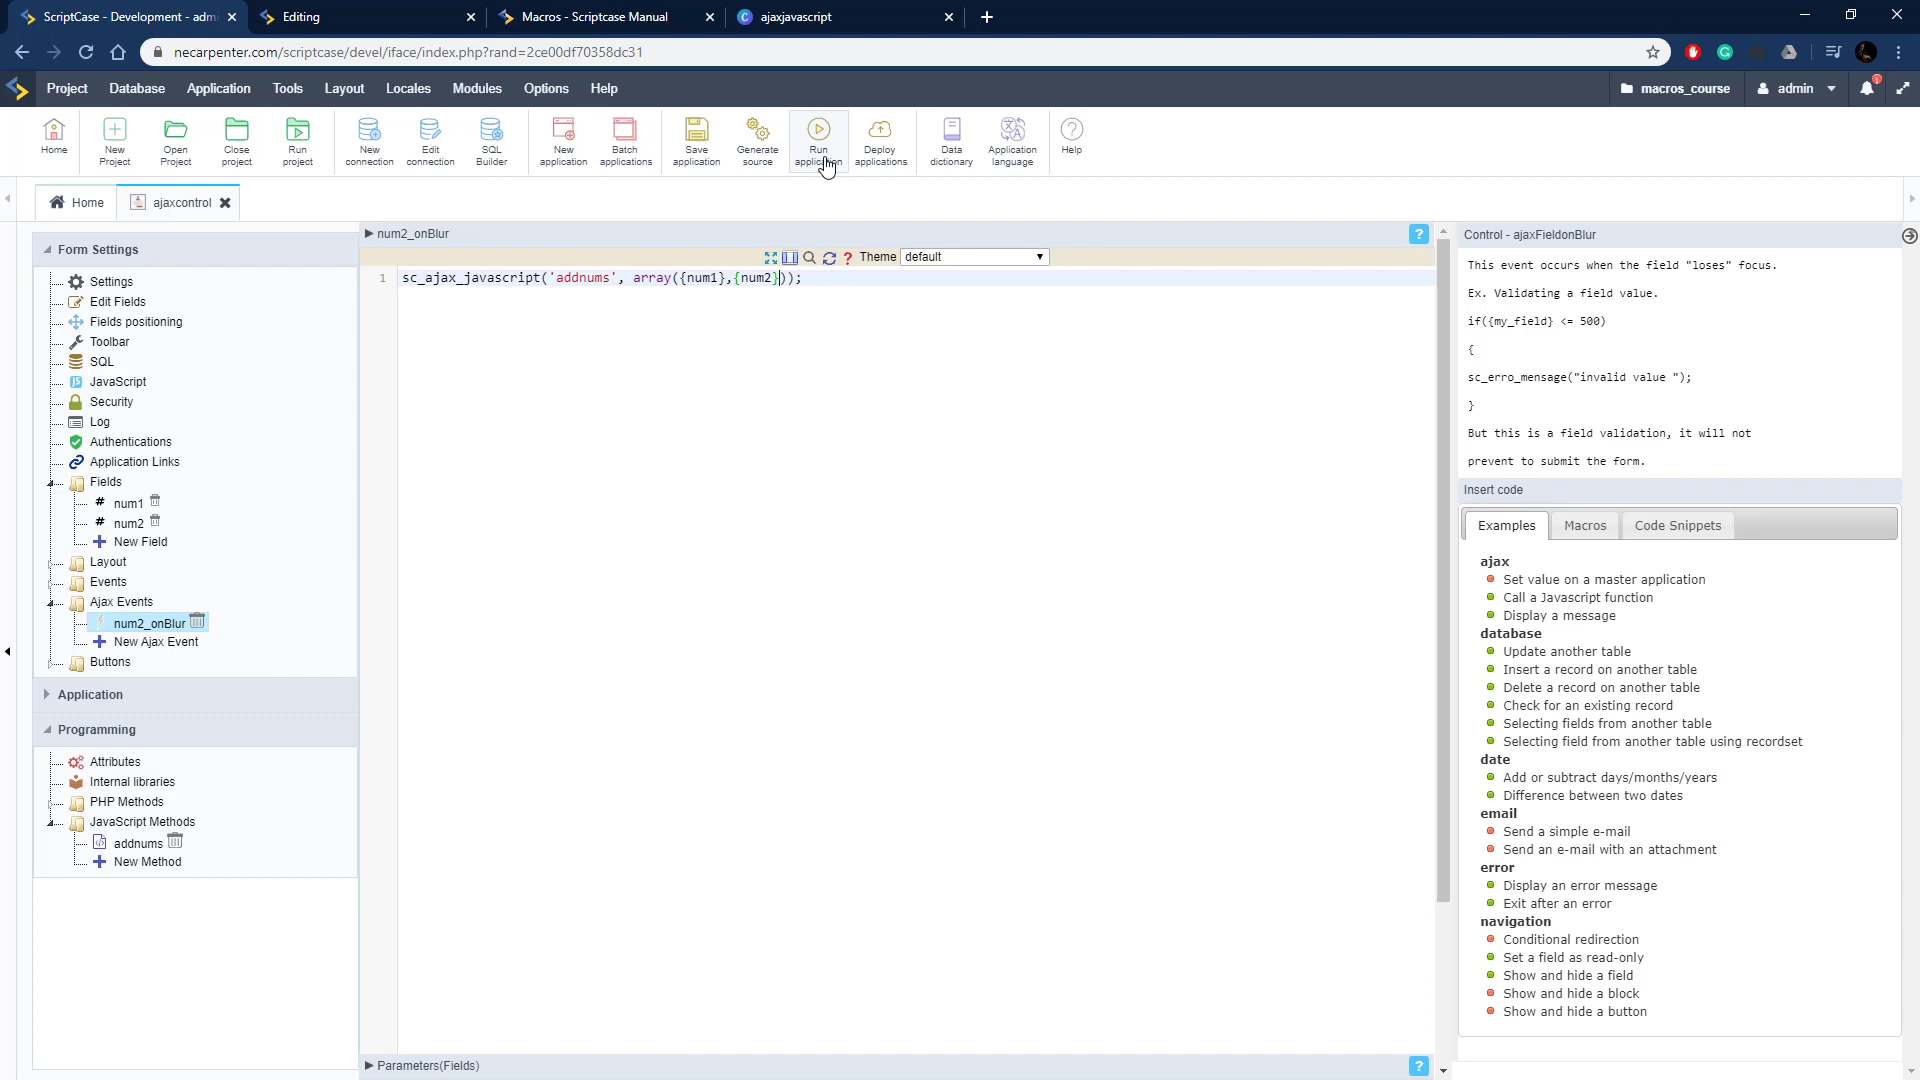 ScriptCase - Development - admi
Editing
Macros - Scriptcase Manual
C ajaxjavascript
necarpenter.com/scriptcase/devel/iface/index.php?rand=2ce00df70358dc31
Project Database Application Tools Layout Locales Modules Options Help
macros_course admin
Home
New Project
Open Project
Close project
Run project
New connection
Edit connection
SQL Builder
New application
Batch applications
Save application
Generate source
Run application
Deploy applications
Data dictionary
Application language
Help
Home
ajaxcontrol
Form Settings
Settings
Edit Fields
Fields positioning
Toolbar
SQL
JavaScript
Security
Log
Authentications
Application Links
Fields
num1
num2
New Field
Layout
Events
Ajax Events
num2_onBlur
New Ajax Event
Buttons
Application
Programming
Attributes
Internal libraries
PHP Methods
JavaScript Methods
addnums
New Method
num2_onBlur
Theme default
1 sc_ajax_javascript('addnums', array({num1},{num2}));
Parameters(Fields)
Control - ajaxFieldonBlur
This event occurs when the field "loses" focus.
Ex. Validating a field value.
if({my_field} <= 500)
{
sc_erro_mensage("invalid value ");
}
But this is a field validation, it will not
prevent to submit the form.
Insert code
Examples Macros Code Snippets
ajax
Set value on a master application
Call a Javascript function
Display a message
database
Update another table
Insert a record on another table
Delete a record on another table
Check for an existing record
Selecting fields from another table
Selecting field from another table using recordset
date
Add or subtract days/months/years
Difference between two dates
email
Send a simple e-mail
Send an e-mail with an attachment
error
Display an error message
Exit after an error
navigation
Conditional redirection
Set a field as read-only
Show and hide a field
Show and hide a block
Show and hide a button